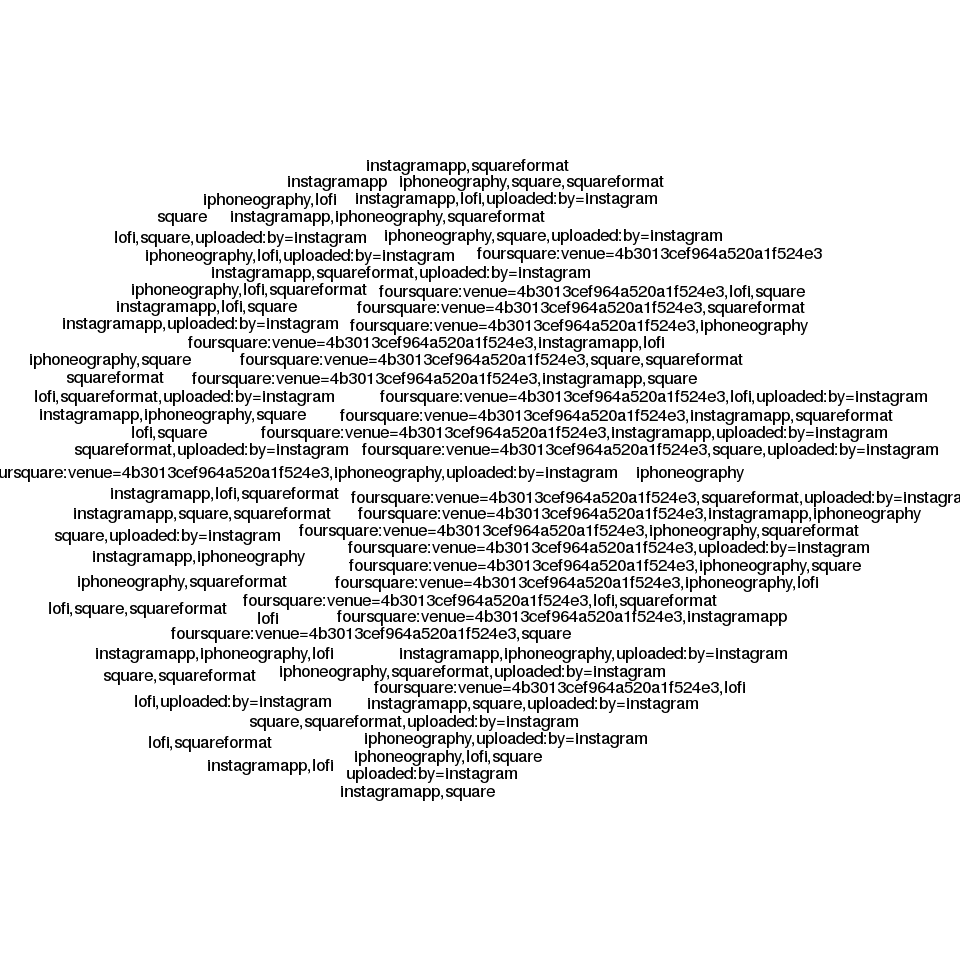 instagramapp,squareformat
instagramapp iphoneography,square,squareformat
iphoneography,lofi instagramapp,lofi,uploaded:by=instagram
square instagramapp,iphoneography,squareformat
lofi,square,uploaded:by=instagram iphoneography,square,uploaded:by=instagram
iphoneography,lofi,uploaded:by=instagram foursquare:venue=4b3013cef964a520a1f524e3
instagramapp,squareformat,uploaded:by=instagram
iphoneography,lofi,squareformat foursquare:venue=4b3013cef964a520a1f524e3,lofi,square
instagramapp,lofi,square foursquare:venue=4b3013cef964a520a1f524e3,squareformat
instagramapp,uploaded:by=instagram foursquare:venue=4b3013cef964a520a1f524e3,iphoneography
foursquare:venue=4b3013cef964a520a1f524e3,instagramapp,lofi
iphoneography,square foursquare:venue=4b3013cef964a520a1f524e3,square,squareformat
squareformat foursquare:venue=4b3013cef964a520a1f524e3,instagramapp,square
lofi,squareformat,uploaded:by=instagram foursquare:venue=4b3013cef964a520a1f524e3,lofi,uploaded:by=instagram
instagramapp,iphoneography,square foursquare:venue=4b3013cef964a520a1f524e3,instagramapp,squareformat
lofi,square foursquare:venue=4b3013cef964a520a1f524e3,instagramapp,uploaded:by=instagram
squareformat,uploaded:by=instagram foursquare:venue=4b3013cef964a520a1f524e3,square,uploaded:by=instagram
ursquare:venue=4b3013cef964a520a1f524e3,iphoneography,uploaded:by=instagram iphoneography
instagramapp,lofi,squareformat foursquare:venue=4b3013cef964a520a1f524e3,squareformat,uploaded:by=instagra
instagramapp,square,squareformat foursquare:venue=4b3013cef964a520a1f524e3,instagramapp,iphoneography
square,uploaded:by=instagram foursquare:venue=4b3013cef964a520a1f524e3,iphoneography,squareformat
foursquare:venue=4b3013cef964a520a1f524e3,uploaded:by=instagram
instagramapp,iphoneography foursquare:venue=4b3013cef964a520a1f524e3,iphoneography,square
iphoneography,squareformat foursquare:venue=4b3013cef964a520a1f524e3,iphoneography,lofi
lofi,square,squareformat foursquare:venue=4b3013cef964a520a1f524e3,lofi,squareformat
lofi foursquare:venue=4b3013cef964a520a1f524e3,instagramapp
foursquare:venue=4b3013cef964a520a1f524e3,square
instagramapp,iphoneography,lofi instagramapp,iphoneography,uploaded:by=instagram
square,squareformat iphoneography,squareformat,uploaded:by=instagram
foursquare:venue=4b3013cef964a520a1f524e3,lofi
lofi,uploaded:by=instagram instagramapp,square,uploaded:by=instagram
square,squareformat,uploaded:by=instagram
lofi,squareformat iphoneography,uploaded:by=instagram
iphoneography,lofi,square
instagramapp,lofi uploaded:by=instagram
instagramapp,square